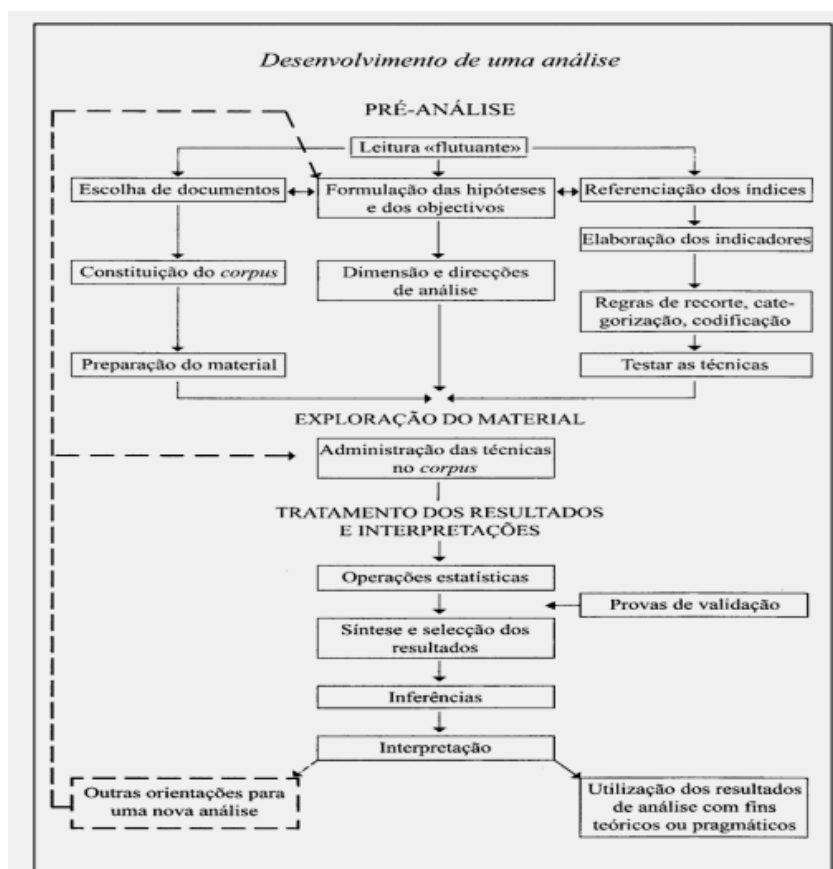 Desenvolvimento de uma análise
PRÉ-ANÁLISE
Leitura «flutuante»
Escolha de documentos
Formulação das hipóteses
e dos objectivos
Referenciação dos índices
Elaboração dos indicadores
Constituição do corpus
Dimensão e direcções
de análise
Regras de recorte, cate-
gorização, codificação
Preparação do material
Testar as técnicas
EXPLORAÇÃO DO MATERIAL
Administração das técnicas
no corpus
TRATAMENTO DOS RESULTADOS
E INTERPRETAÇÕES
Operações estatísticas
Provas de validação
Síntese e selecção dos
resultados
Inferências
Interpretação
Outras orientações para
uma nova análise
Utilização dos resultados
de análise com fins
teóricos ou pragmáticos